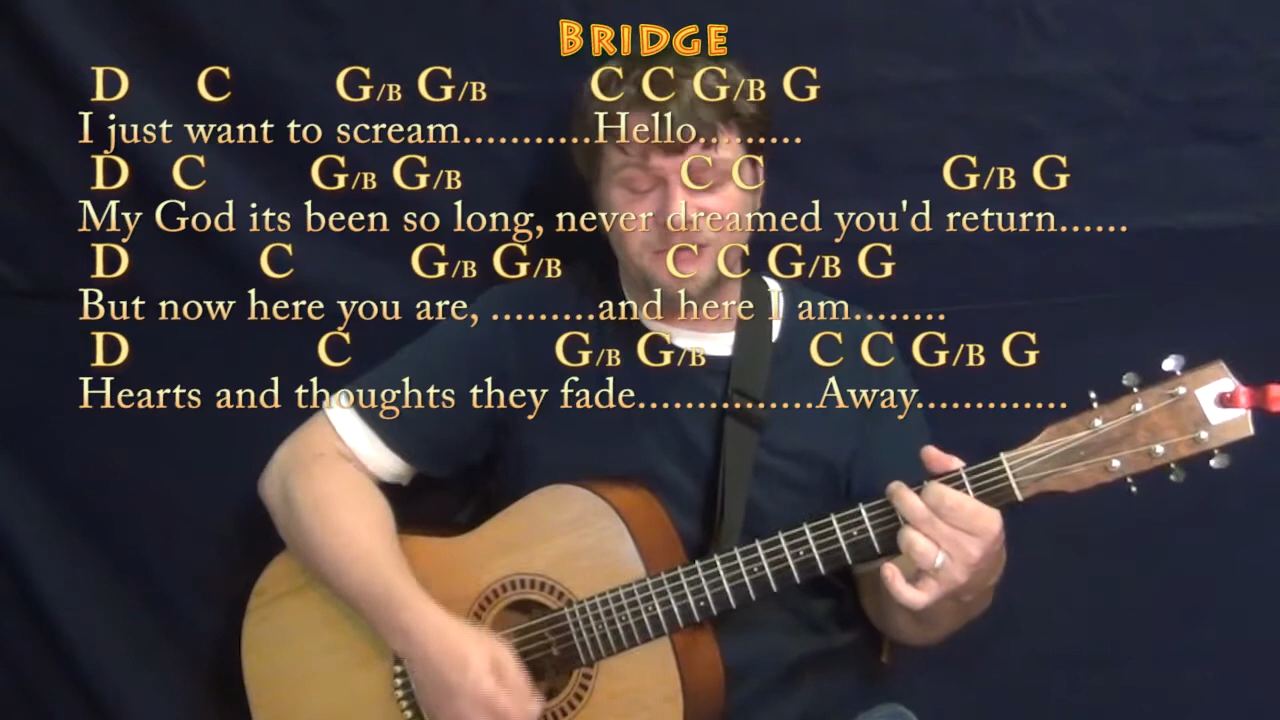 BRIDGE
D C G/B G/B C C G/B G
I just want to scream...........Hello.........
D C G/B G/B C C G/B G
My God its been so long, never dreamed you'd return......
D C G/B G/B C C G/B G
But now here you are, .........and here I am........
D C G/B G/B C C G/B G
Hearts and thoughts they fade...............Away.............